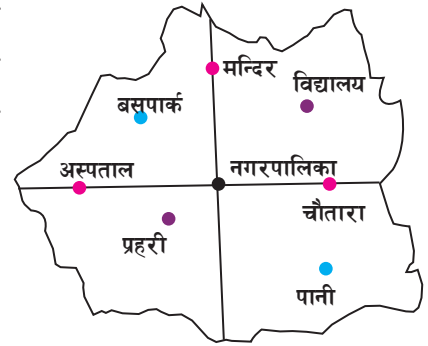 मन्दिर
विद्यालय
बसपार्क
अस्पताल
नगरपालिका
चौतारा
प्रहरी
पानी